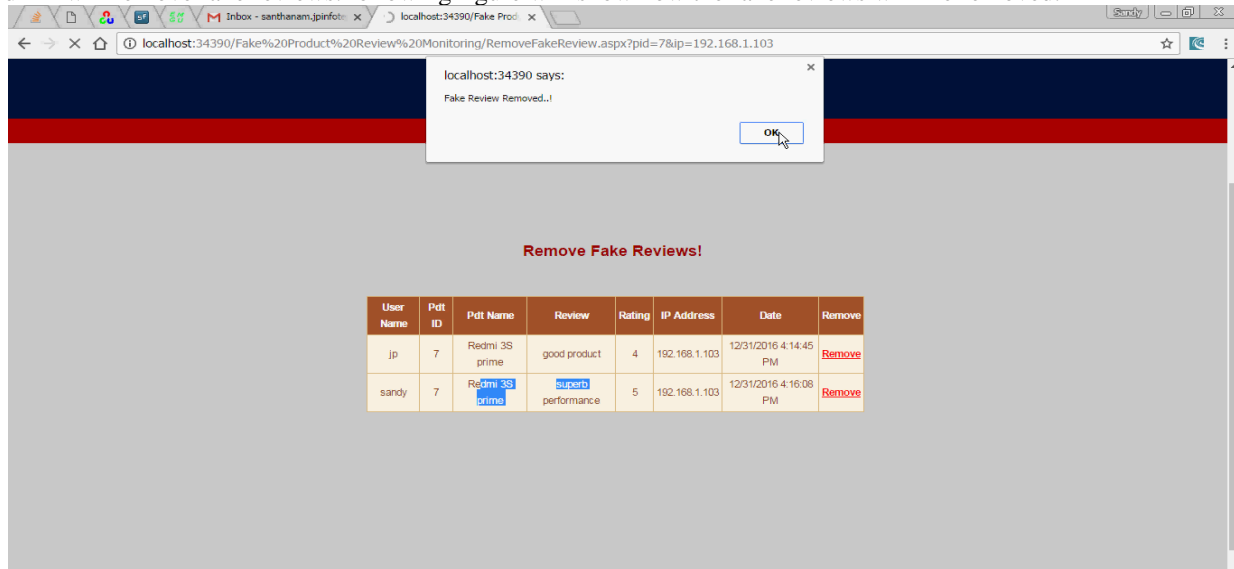 Inbox - santhanam.jpinfote
localhost:34390/Fake Prod
Sandy
localhost:34390/Fake%20Product%20Review%20Monitoring/RemoveFakeReview.aspx?pid=7&ip=192.168.1.103
localhost:34390 says:
Fake Review Removed..!
OK
Remove Fake Reviews!
User Name Pdt ID Pdt Name Review Rating IP Address Date Remove
jp 7 Redmi 3S prime good product 4 192.168.1.103 12/31/2016 4:14:45 PM Remove
sandy 7 Redmi 3S prime superb performance 5 192.168.1.103 12/31/2016 4:16:08 PM Remove